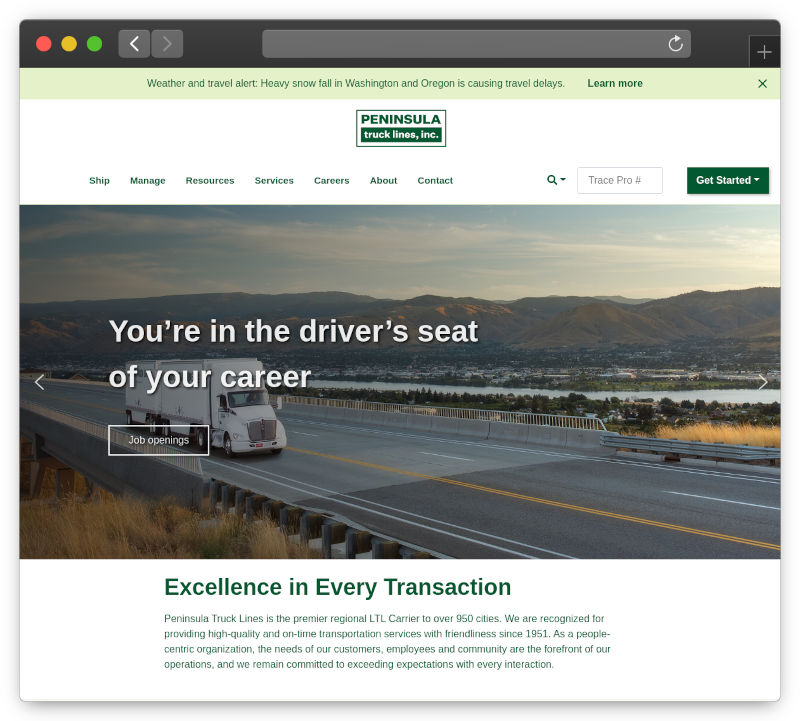 Weather and travel alert: Heavy snow fall in Washington and Oregon is causing travel delays. Learn more
PENINSULA
truck lines, inc.
Ship Manage Resources Services Careers About Contact Trace Pro # Get Started
You're in the driver's seat
of your career
Job openings
Excellence in Every Transaction
Peninsula Truck Lines is the premier regional LTL Carrier to over 950 cities. We are recognized for
providing high-quality and on-time transportation services with friendliness since 1951. As a people-
centric organization, the needs of our customers, employees and community are the forefront of our
operations, and we remain committed to exceeding expectations with every interaction.